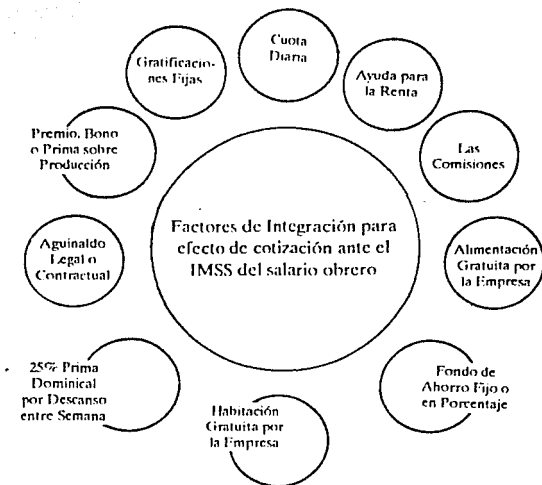 Cuota
Diaria
Ayuda para
la Renta
Las
Comisiones
Alimentación
Gratuita por
la Empresa
Fondo de
Ahorro Fijo o
en Porcentaje
Habitación
Gratuita por
la Empresa
25% Prima
Dominical
por Descanso
entre Semana
Aguinaldo
Legal o
Contractual
Premio, Bono
o Prima sobre
Producción
Gratificacio-
nes Fijas
Factores de Integración para
efecto de cotización ante el
IMSS del salario obrero